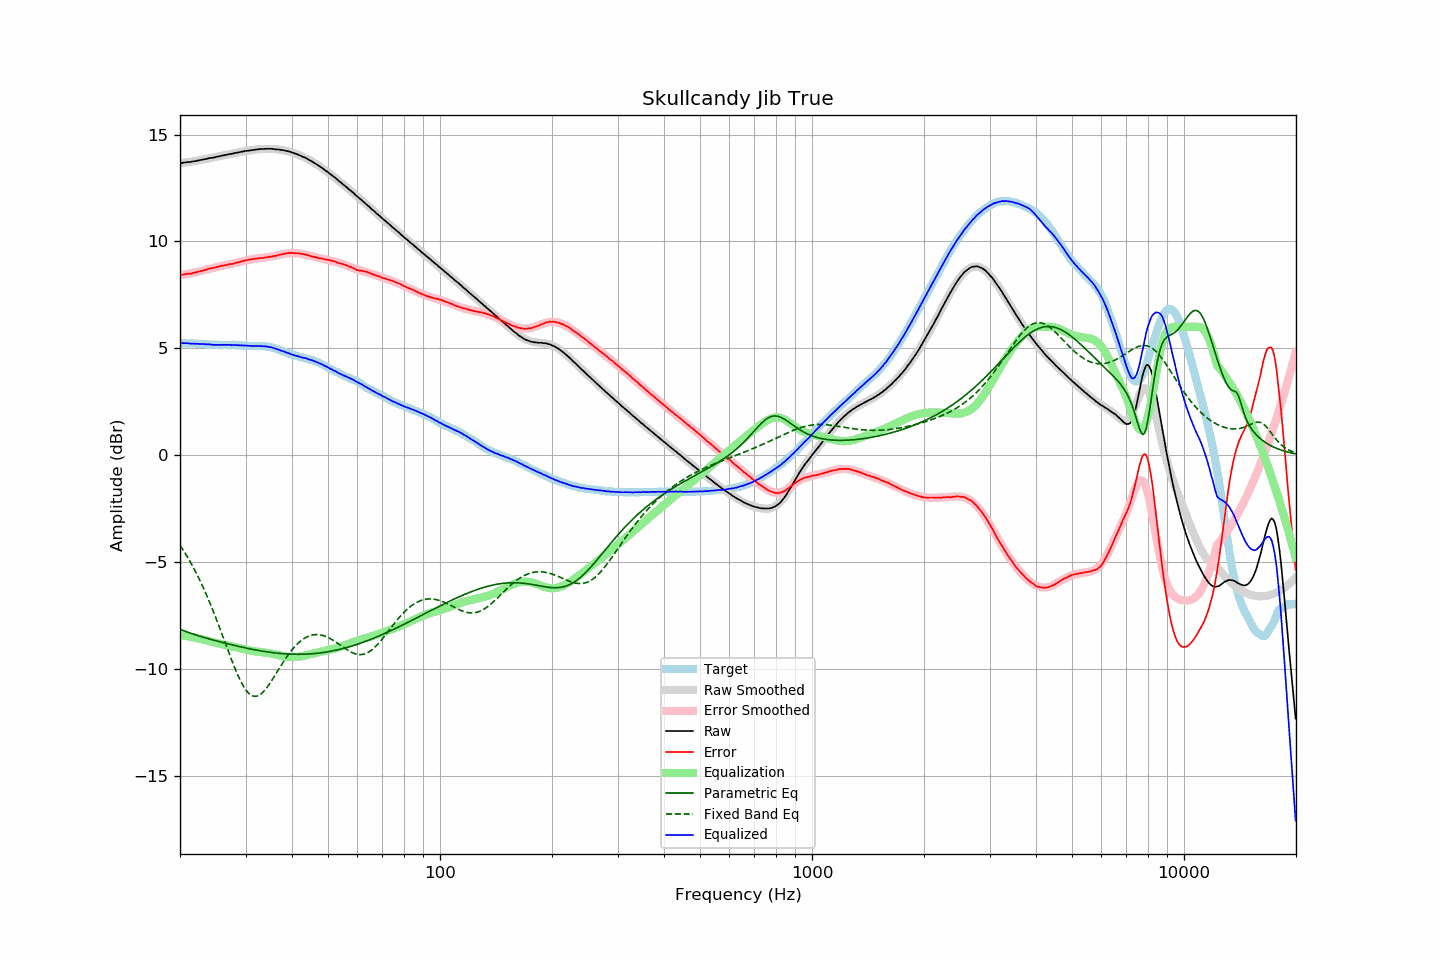 Skullcandy Jib True
15
10
5
0
−5
−10
−15
Amplitude (dBr)
Target
Raw Smoothed
Error Smoothed
Raw
Error
Equalization
Parametric Eq
Fixed Band Eq
Equalized
100
1000
10000
Frequency (Hz)